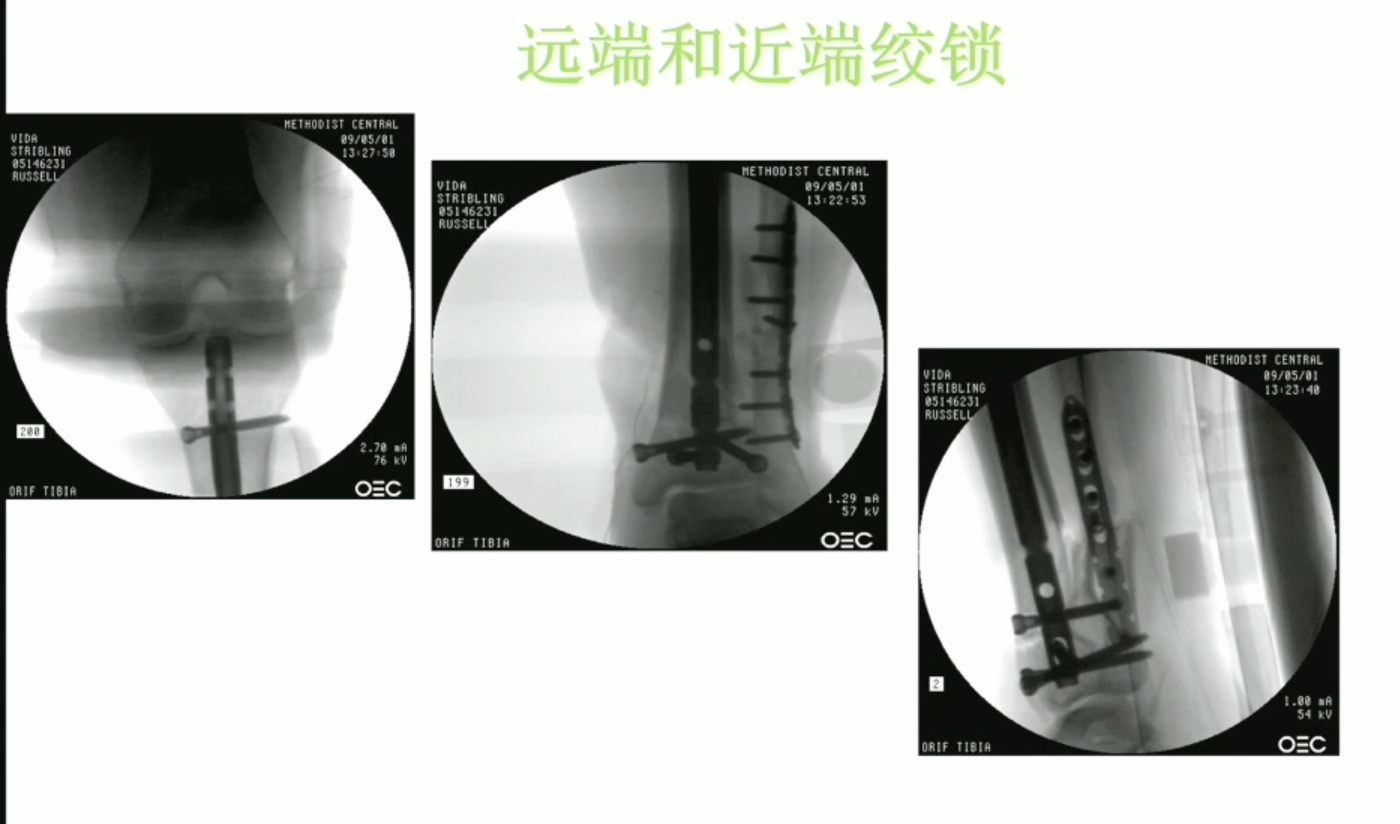 远端和近端绞锁
METHODIST CENTRAL
VIDA
STRIBLING
05146231
RUSSELL
09/05/01
13:27:50
200
2.70 mA
76 kV
ORIF TIBIA
OEC
METHODIST CENTRAL
VIDA
STRIBLING
05146231
RUSSELL
09/05/01
13:22:53
199
1.29 mA
57 kV
ORIF TIBIA
OEC
METHODIST CENTRAL
VIDA
STRIBLING
05146231
RUSSELL
09/05/01
13:23:40
2
1.00 mA
54 kV
ORIF TIBIA
OEC